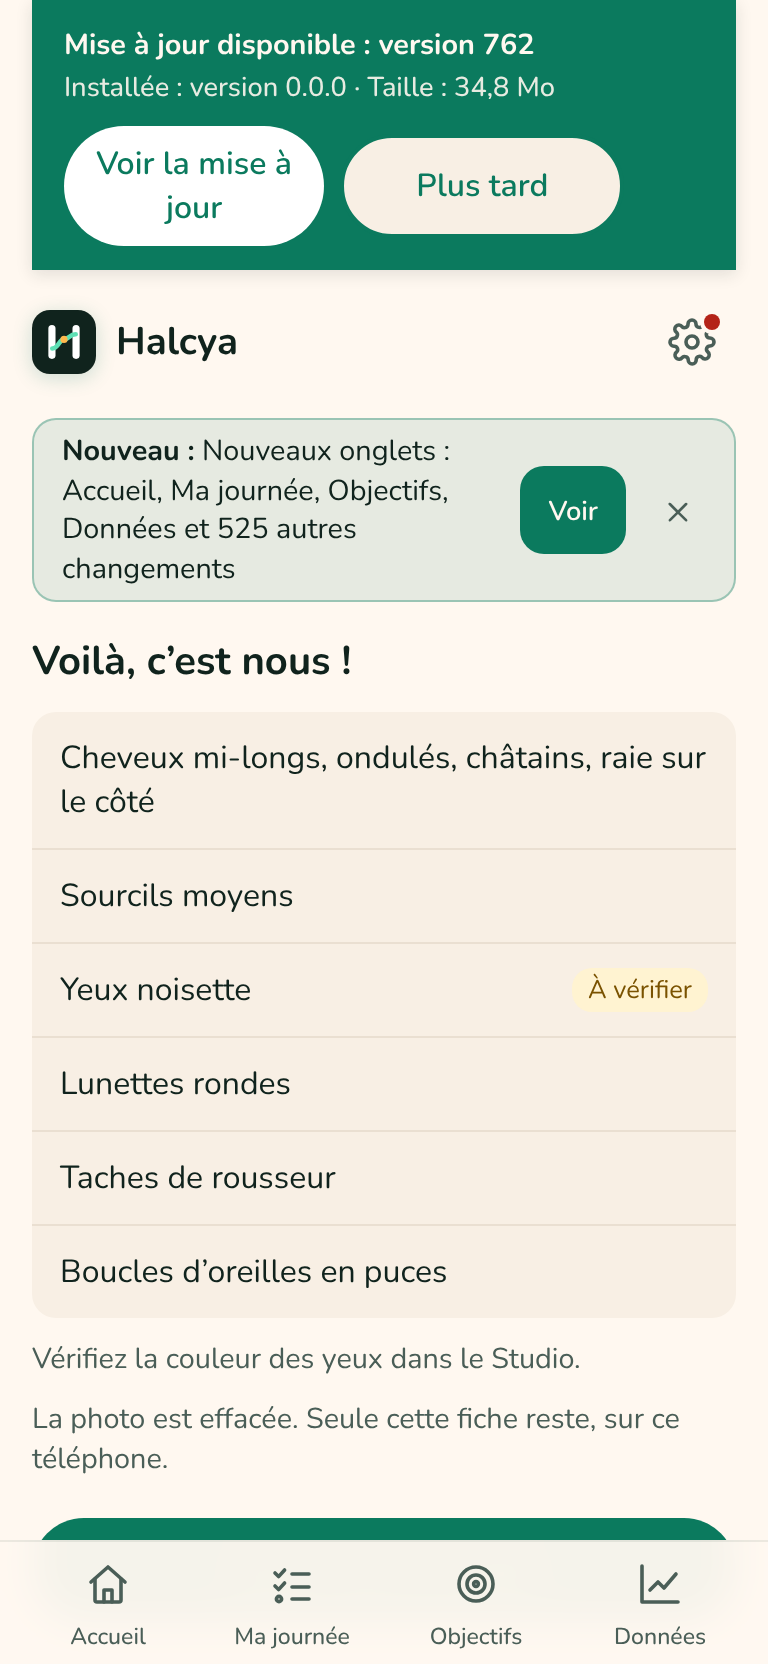 Mise à jour disponible : version 762
Installée : version 0.0.0 · Taille : 34,8 Mo
Voir la mise à
jour
Plus tard
Halcya
Nouveau : Nouveaux onglets :
Accueil, Ma journée, Objectifs,
Données et 525 autres
changements
Voir
Voilà, c’est nous !
Cheveux mi-longs, ondulés, châtains, raie sur
le côté
Sourcils moyens
Yeux noisette
À vérifier
Lunettes rondes
Taches de rousseur
Boucles d’oreilles en puces
Vérifiez la couleur des yeux dans le Studio.
La photo est effacée. Seule cette fiche reste, sur ce
téléphone.
Accueil
Ma journée
Objectifs
Données